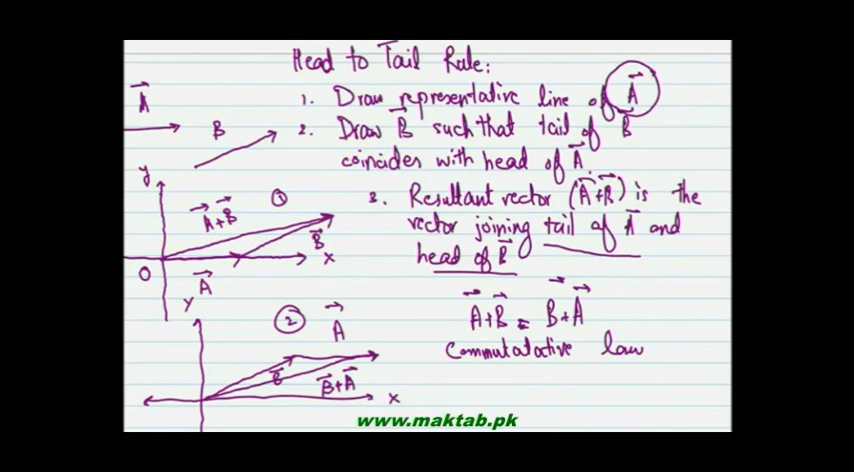 Head to Tail Rule:
1. Draw representative line of A
2. Draw B such that tail of B
coincides with head of A.
3. Resultant vector (A+B) is the
vector joining tail of A and
head of B
A+B = B+A
Commutatactive law
A
B
y
1
A+B
B
x
O
A
Y
2
A
B
B+A
x
www.maktab.pk